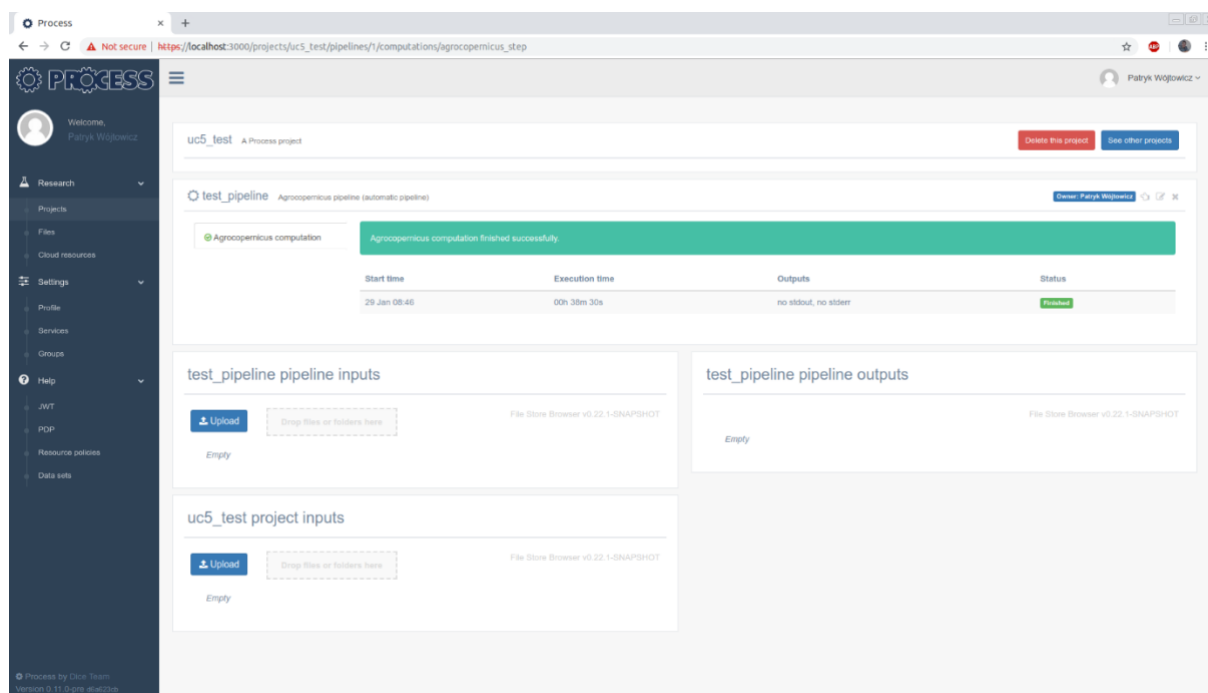 Process
Not secure | https://localhost:3000/projects/uc5_test/pipelines/1/computations/agrocopernicus_step
ABP
PROCESS
Patryk Wójtowicz
Welcome,
Patryk Wójtowicz
uc5_test A Process project
Delete this project
See other projects
Research
Projects
Files
Cloud resources
Settings
Profile
Services
Groups
Help
JWT
PDP
Resource policies
Data sets
test_pipeline Agrocopernicus pipeline (automatic pipeline)
Owner: Patryk Wójtowicz
Agrocopernicus computation
Agrocopernicus computation finished successfully.
Start time Execution time Outputs Status
29 Jan 08:46 00h 38m 30s no stdout, no stderr Finished
test_pipeline pipeline inputs
Upload
Drop files or folders here
File Store Browser v0.22.1-SNAPSHOT
Empty
test_pipeline pipeline outputs
File Store Browser v0.22.1-SNAPSHOT
Empty
uc5_test project inputs
Upload
Drop files or folders here
File Store Browser v0.22.1-SNAPSHOT
Empty
Process by Dice Team
Version 0.11.0-pre